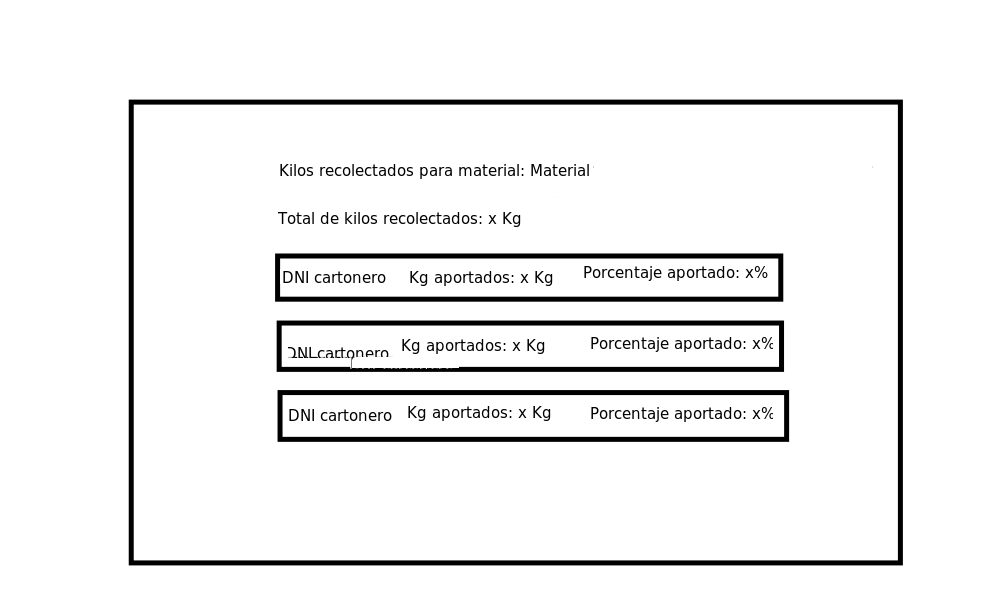 Kilos recolectados para material: Material
Total de kilos recolectados: x Kg
DNI cartonero Kg aportados: x Kg Porcentaje aportado: x%
DNI cartonero Kg aportados: x Kg Porcentaje aportado: x%
DNI cartonero Kg aportados: x Kg Porcentaje aportado: x%